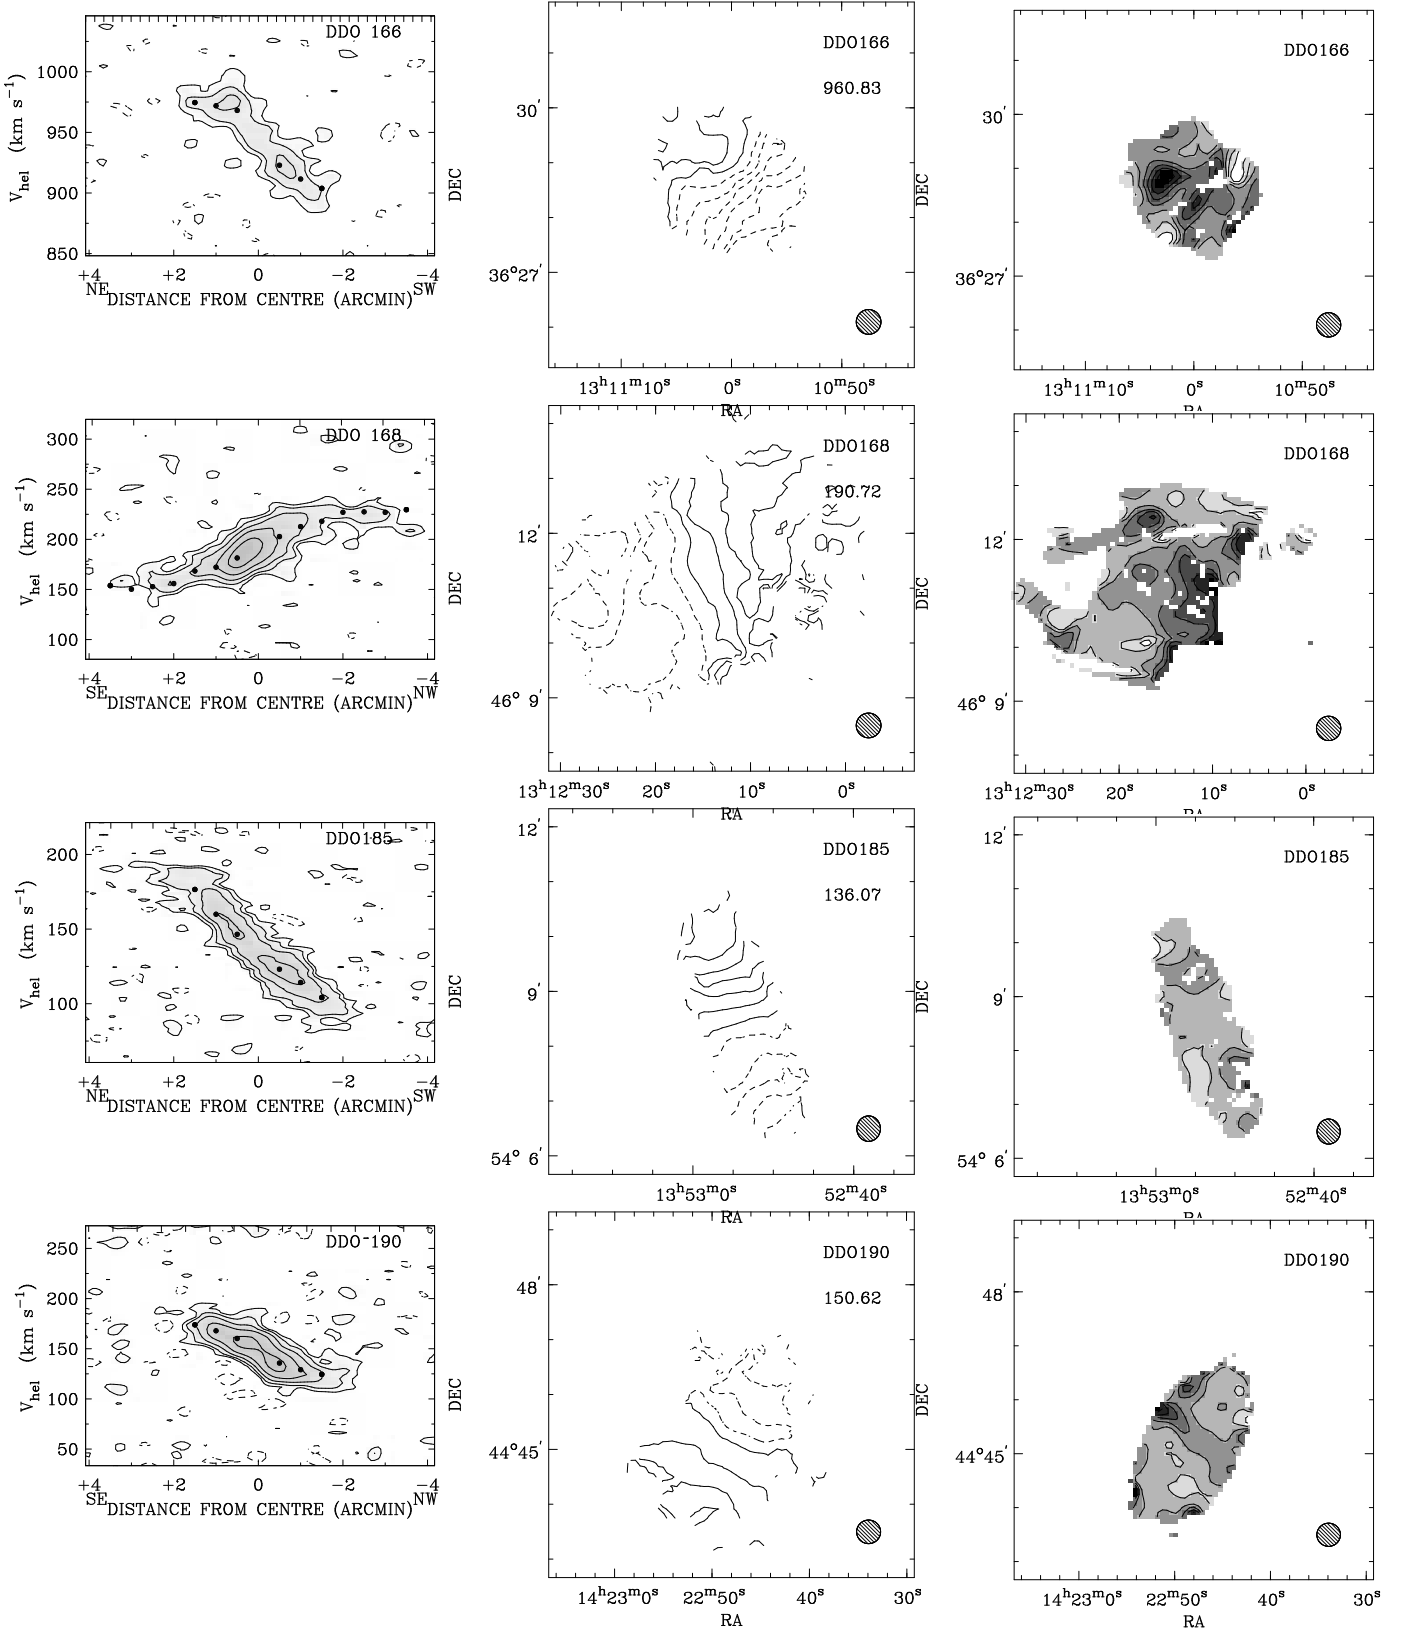 DDO 166
1000
950
900
850
V_hel (km s⁻¹)
+4 +2 0 −2 −4
NE DISTANCE FROM CENTRE (ARCMIN) SW
DDO166
960.83
30′
36°27′
DEC
13ʰ11ᵐ10ˢ 0ˢ 10ᵐ50ˢ
RA
DDO166
30′
36°27′
DEC
13ʰ11ᵐ10ˢ 0ˢ 10ᵐ50ˢ
RA
DDO 168
300
250
200
150
100
V_hel (km s⁻¹)
+4 +2 0 −2 −4
SE DISTANCE FROM CENTRE (ARCMIN) NW
DDO168
190.72
12′
46° 9′
DEC
13ʰ12ᵐ30ˢ 20ˢ 10ˢ 0ˢ
RA
DDO168
12′
46° 9′
DEC
13ʰ12ᵐ30ˢ 20ˢ 10ˢ 0ˢ
RA
DDO185
200
150
100
V_hel (km s⁻¹)
+4 +2 0 −2 −4
NE DISTANCE FROM CENTRE (ARCMIN) SW
DDO185
136.07
12′
9′
54° 6′
DEC
13ʰ53ᵐ0ˢ 52ᵐ40ˢ
RA
DDO185
12′
9′
54° 6′
DEC
13ʰ53ᵐ0ˢ 52ᵐ40ˢ
RA
DDO 190
250
200
150
100
50
V_hel (km s⁻¹)
+4 +2 0 −2 −4
SE DISTANCE FROM CENTRE (ARCMIN) NW
DDO190
150.62
48′
44°45′
DEC
14ʰ23ᵐ0ˢ 22ᵐ50ˢ 40ˢ 30ˢ
RA
DDO190
48′
44°45′
DEC
14ʰ23ᵐ0ˢ 22ᵐ50ˢ 40ˢ 30ˢ
RA